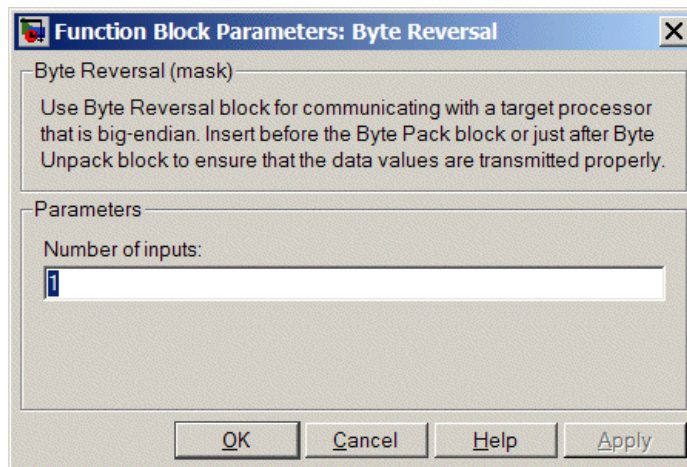 Function Block Parameters: Byte Reversal
Byte Reversal (mask)
Use Byte Reversal block for communicating with a target processor
that is big-endian. Insert before the Byte Pack block or just after Byte
Unpack block to ensure that the data values are transmitted properly.
Parameters
Number of inputs:
1
OK Cancel Help Apply